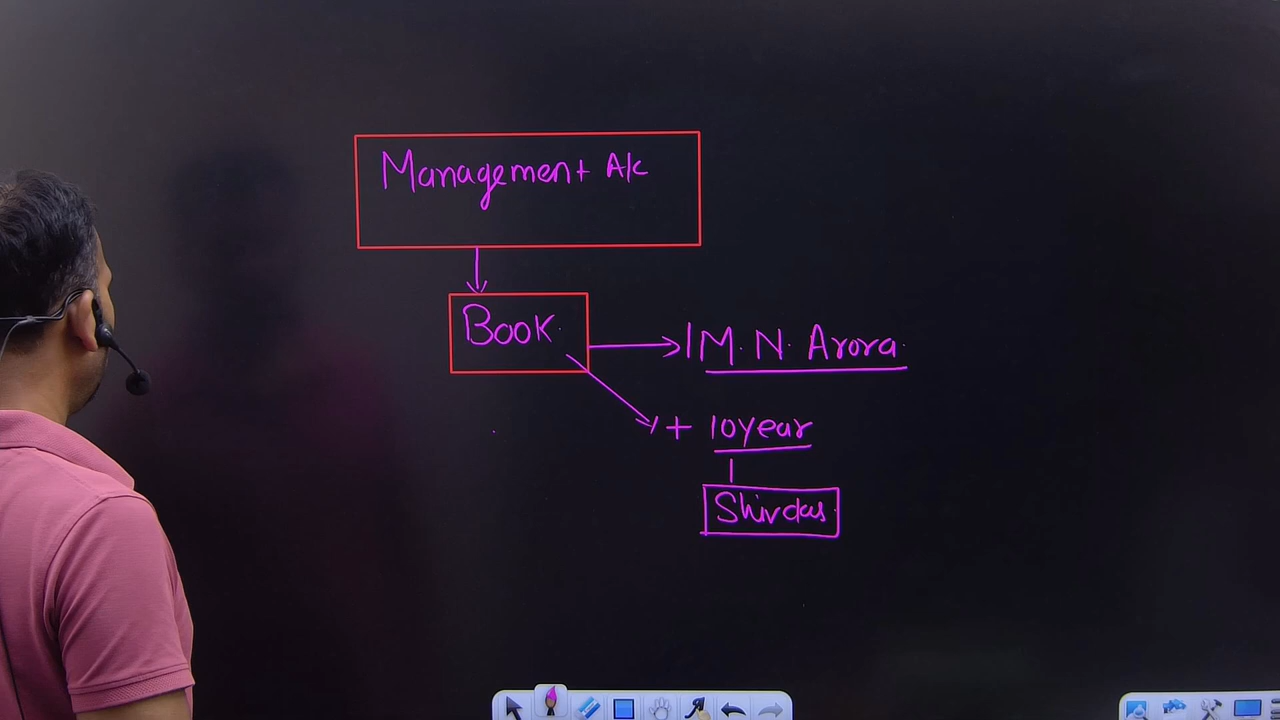 Management A/c
Book.
M. N. Arora.
+ 10year
Shivdas